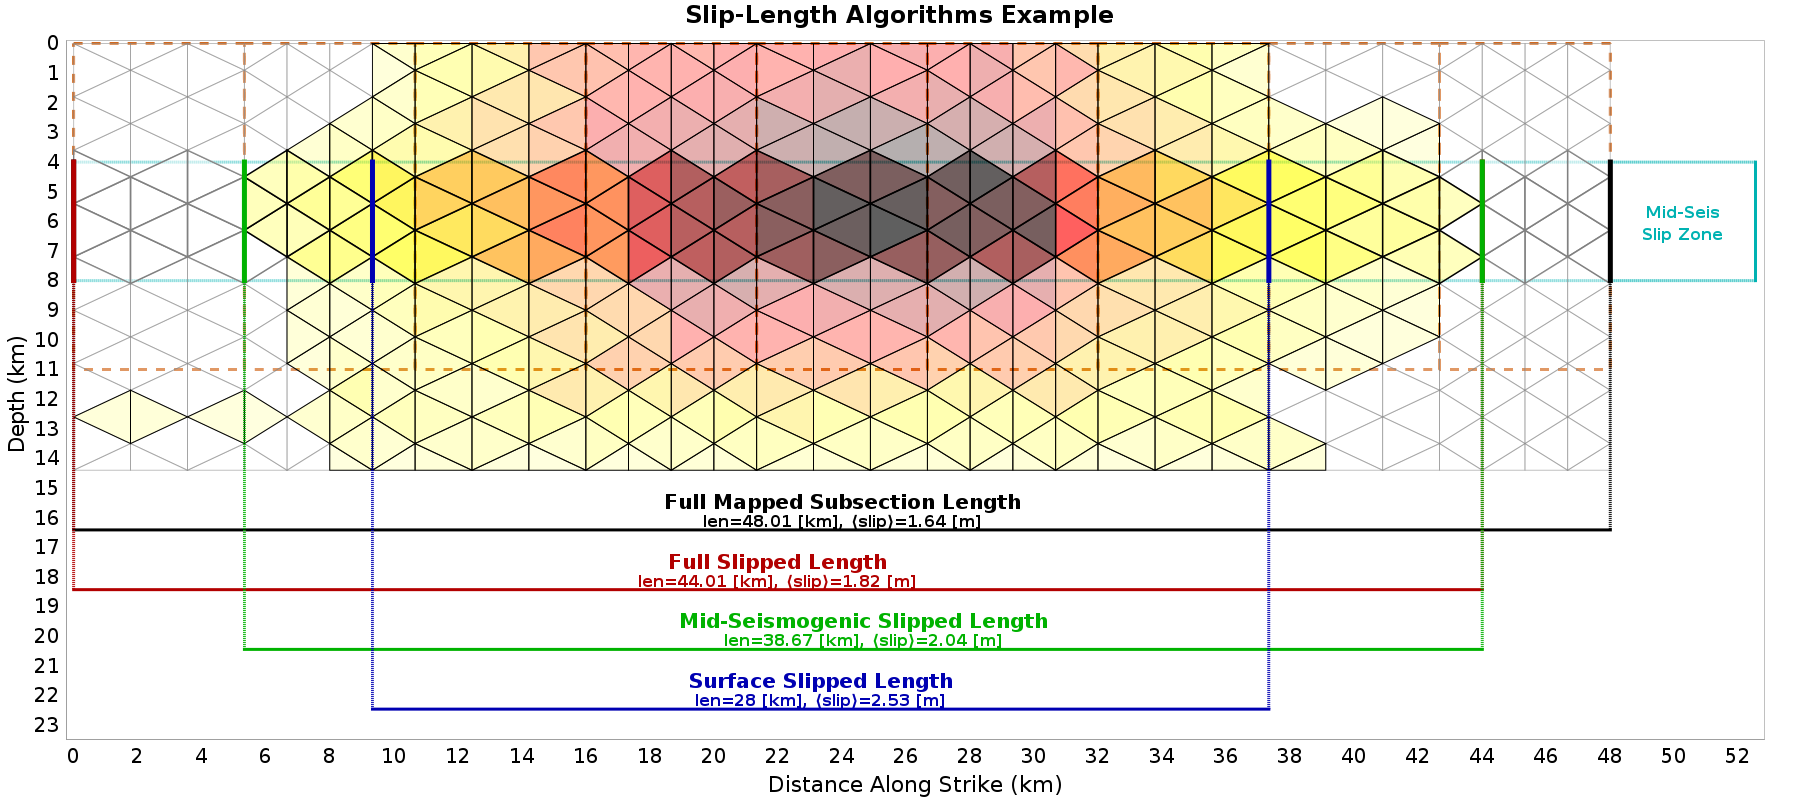 Slip-Length Algorithms Example
0
1
2
3
4
5
6
7
8
9
10
11
12
13
14
15
16
17
18
19
20
21
22
23
Depth (km)
Mid-Seis
Slip Zone
Full Mapped Subsection Length
len=48.01 [km], ⟨slip⟩=1.64 [m]
Full Slipped Length
len=44.01 [km], ⟨slip⟩=1.82 [m]
Mid-Seismogenic Slipped Length
len=38.67 [km], ⟨slip⟩=2.04 [m]
Surface Slipped Length
len=28 [km], ⟨slip⟩=2.53 [m]
0 2 4 6 8 10 12 14 16 18 20 22 24 26 28 30 32 34 36 38 40 42 44 46 48 50 52
Distance Along Strike (km)